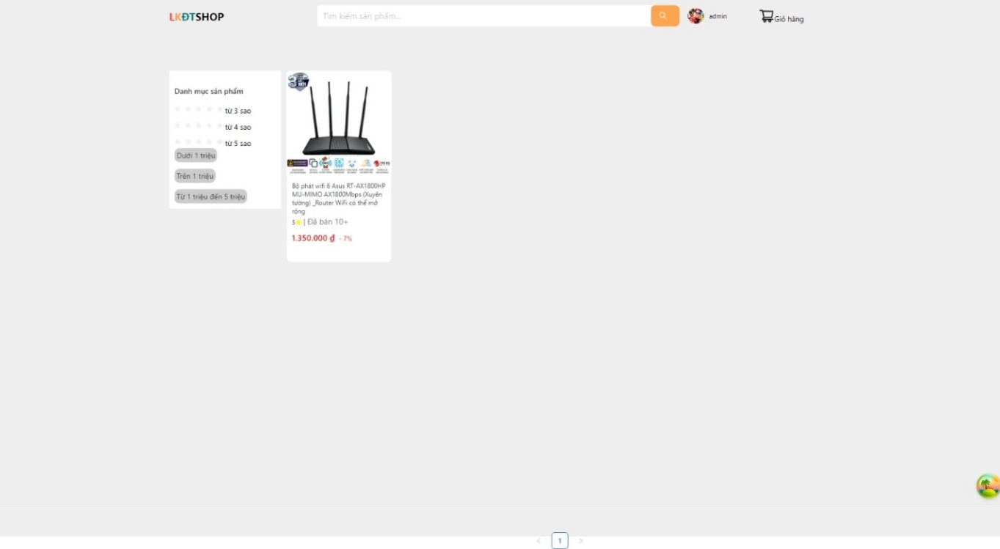 LKĐTSHOP
Tìm kiếm sản phẩm...
admin
Giỏ hàng
Danh mục sản phẩm
từ 3 sao
từ 4 sao
từ 5 sao
Dưới 1 triệu
Trên 1 triệu
Từ 1 triệu đến 5 triệu
Bộ phát wifi 6 Asus RT-AX1800HP
MU-MIMO AX1800Mbps (Xuyên
tường) _Router WiFi có thể mở
rộng
5 | Đã bán 10+
1.350.000 ₫ - 7%
1